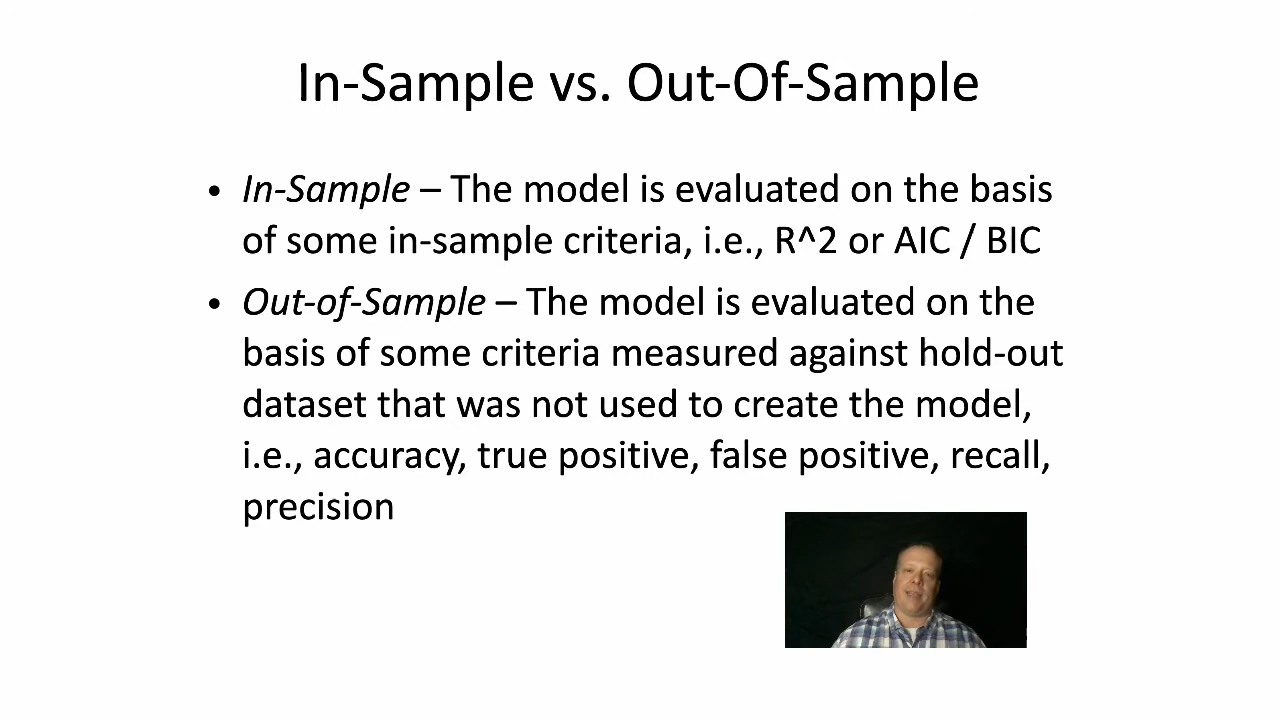 In-Sample vs. Out-Of-Sample
• In-Sample – The model is evaluated on the basis
of some in-sample criteria, i.e., R^2 or AIC / BIC
• Out-of-Sample – The model is evaluated on the
basis of some criteria measured against hold-out
dataset that was not used to create the model,
i.e., accuracy, true positive, false positive, recall,
precision